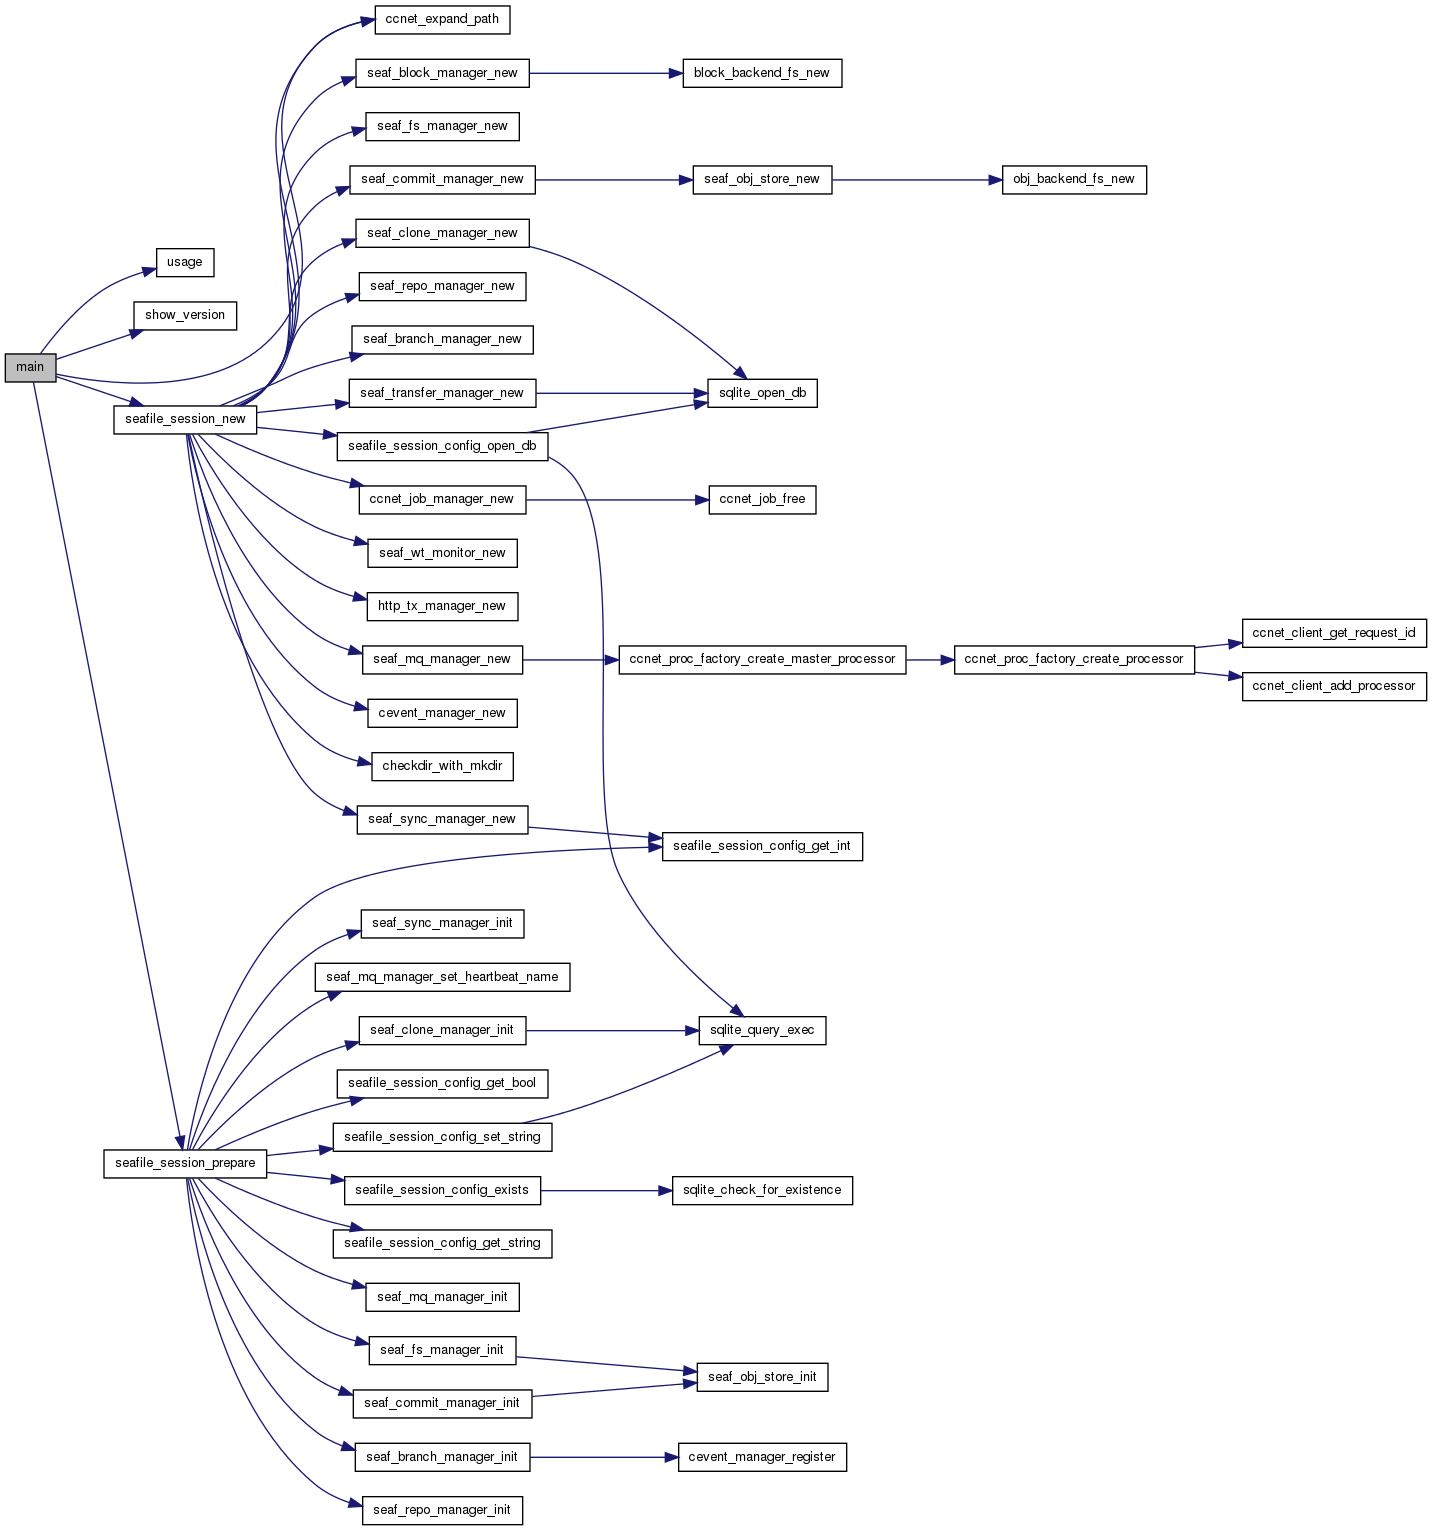 ccnet_expand_path
seaf_block_manager_new
block_backend_fs_new
seaf_fs_manager_new
seaf_commit_manager_new
seaf_obj_store_new
obj_backend_fs_new
seaf_clone_manager_new
usage
seaf_repo_manager_new
show_version
seaf_branch_manager_new
main
seaf_transfer_manager_new
sqlite_open_db
seafile_session_new
seafile_session_config_open_db
ccnet_job_manager_new
ccnet_job_free
seaf_wt_monitor_new
http_tx_manager_new
ccnet_client_get_request_id
seaf_mq_manager_new
ccnet_proc_factory_create_master_processor
ccnet_proc_factory_create_processor
ccnet_client_add_processor
cevent_manager_new
checkdir_with_mkdir
seaf_sync_manager_new
seafile_session_config_get_int
seaf_sync_manager_init
seaf_mq_manager_set_heartbeat_name
seaf_clone_manager_init
sqlite_query_exec
seafile_session_config_get_bool
seafile_session_config_set_string
seafile_session_prepare
seafile_session_config_exists
sqlite_check_for_existence
seafile_session_config_get_string
seaf_mq_manager_init
seaf_fs_manager_init
seaf_obj_store_init
seaf_commit_manager_init
seaf_branch_manager_init
cevent_manager_register
seaf_repo_manager_init